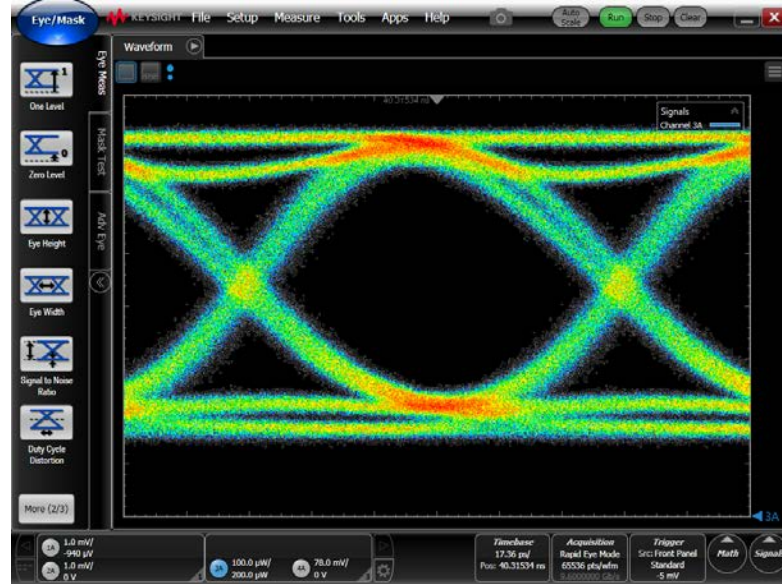 Eye/Mask
KEYSIGHT File Setup Measure Tools Apps Help
Auto Scale
Run
Stop
Clear
Waveform
Eye Meas
Mask Test
Adv Eye
One Level
Zero Level
Eye Height
Eye Width
Signal to Noise
Ratio
Duty Cycle
Distortion
More (2/3)
40.31534 ns
Signals
Channel 3A
3A
1A 1.0 mV/
-940 µV
2A 1.0 mV/
0 V
3A 100.0 µW/
200.0 µW
4A 78.0 mV/
0 V
Timebase
17.36 ps/
Pos: 40.31534 ns
Acquisition
Rapid Eye Mode
65536 pts/wfm
Trigger
Src: Front Panel
Standard
-5 mV
Math
Signals